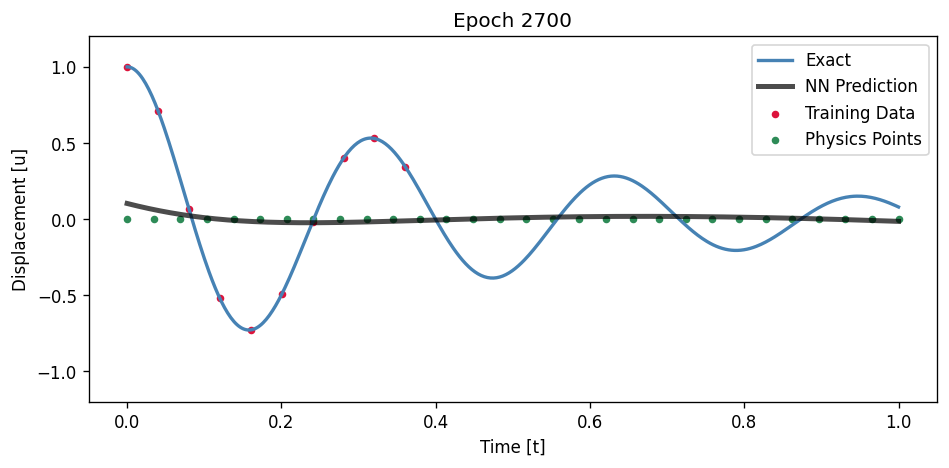 Epoch 2700
Exact
NN Prediction
Training Data
Physics Points
Displacement [u]
1.0
0.5
0.0
−0.5
−1.0
0.0 0.2 0.4 0.6 0.8 1.0
Time [t]